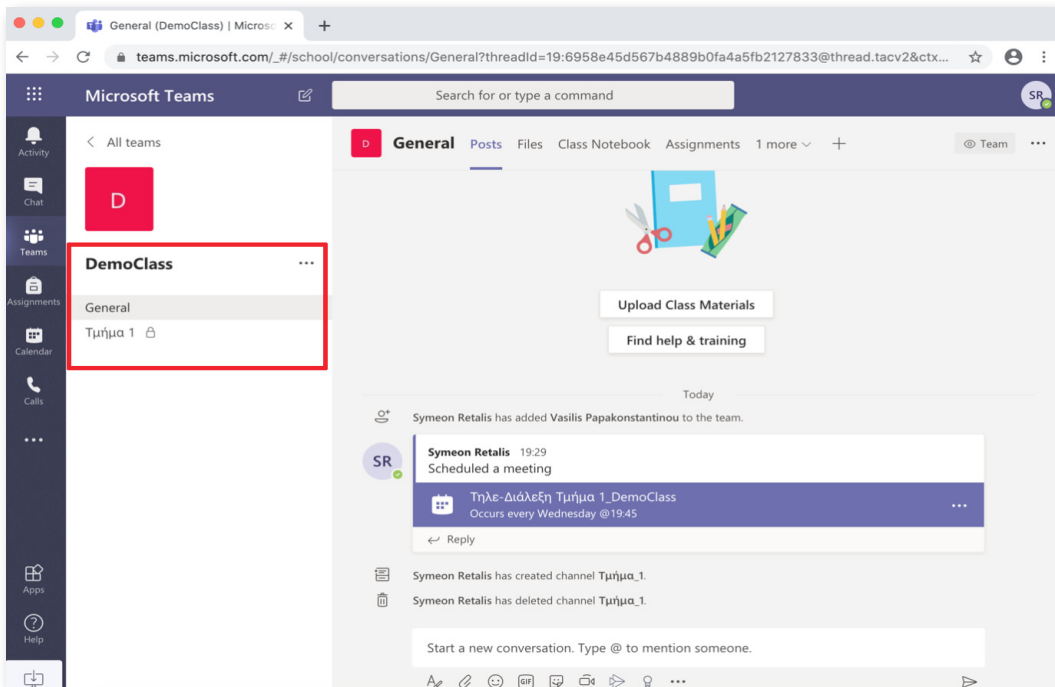 General (DemoClass) | Microso
teams.microsoft.com/_#/school/conversations/General?threadId=19:6958e45d567b4889b0fa4a5fb2127833@thread.tacv2&ctx...
Microsoft Teams
Search for or type a command
SR
Activity
Chat
Teams
Assignments
Calendar
Calls
Apps
Help
All teams
D
DemoClass
General
Τμήμα 1
D General Posts Files Class Notebook Assignments 1 more Team
Upload Class Materials
Find help & training
Today
Symeon Retalis has added Vasilis Papakonstantinou to the team.
SR
Symeon Retalis 19:29
Scheduled a meeting
Τηλε-Διάλεξη Τμήμα 1_DemoClass
Occurs every Wednesday @19:45
Reply
Symeon Retalis has created channel Τμήμα_1.
Symeon Retalis has deleted channel Τμήμα_1.
Start a new conversation. Type @ to mention someone.
GIF